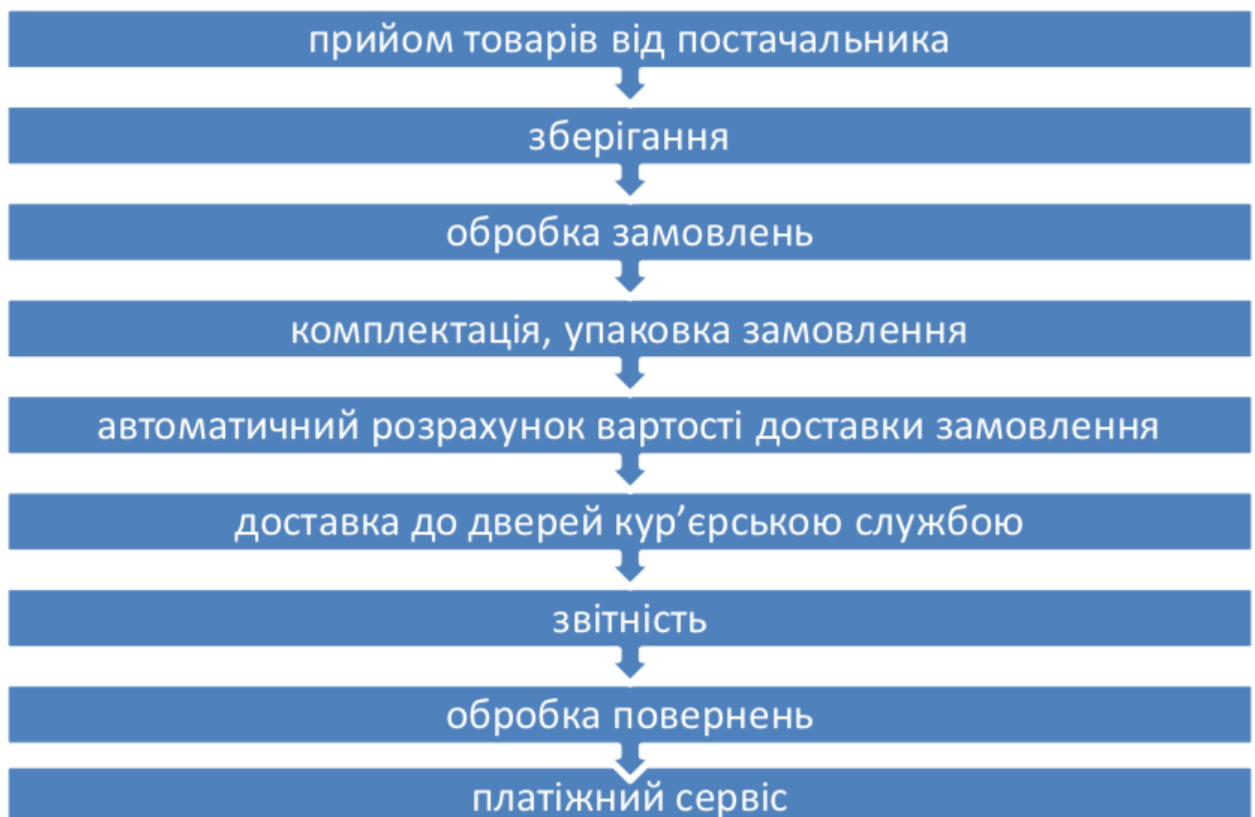 прийом товарів від постачальника
зберігання
обробка замовлень
комплектація, упаковка замовлення
автоматичний розрахунок вартості доставки замовлення
доставка до дверей кур’єрською службою
звітність
обробка повернень
платіжний сервіс